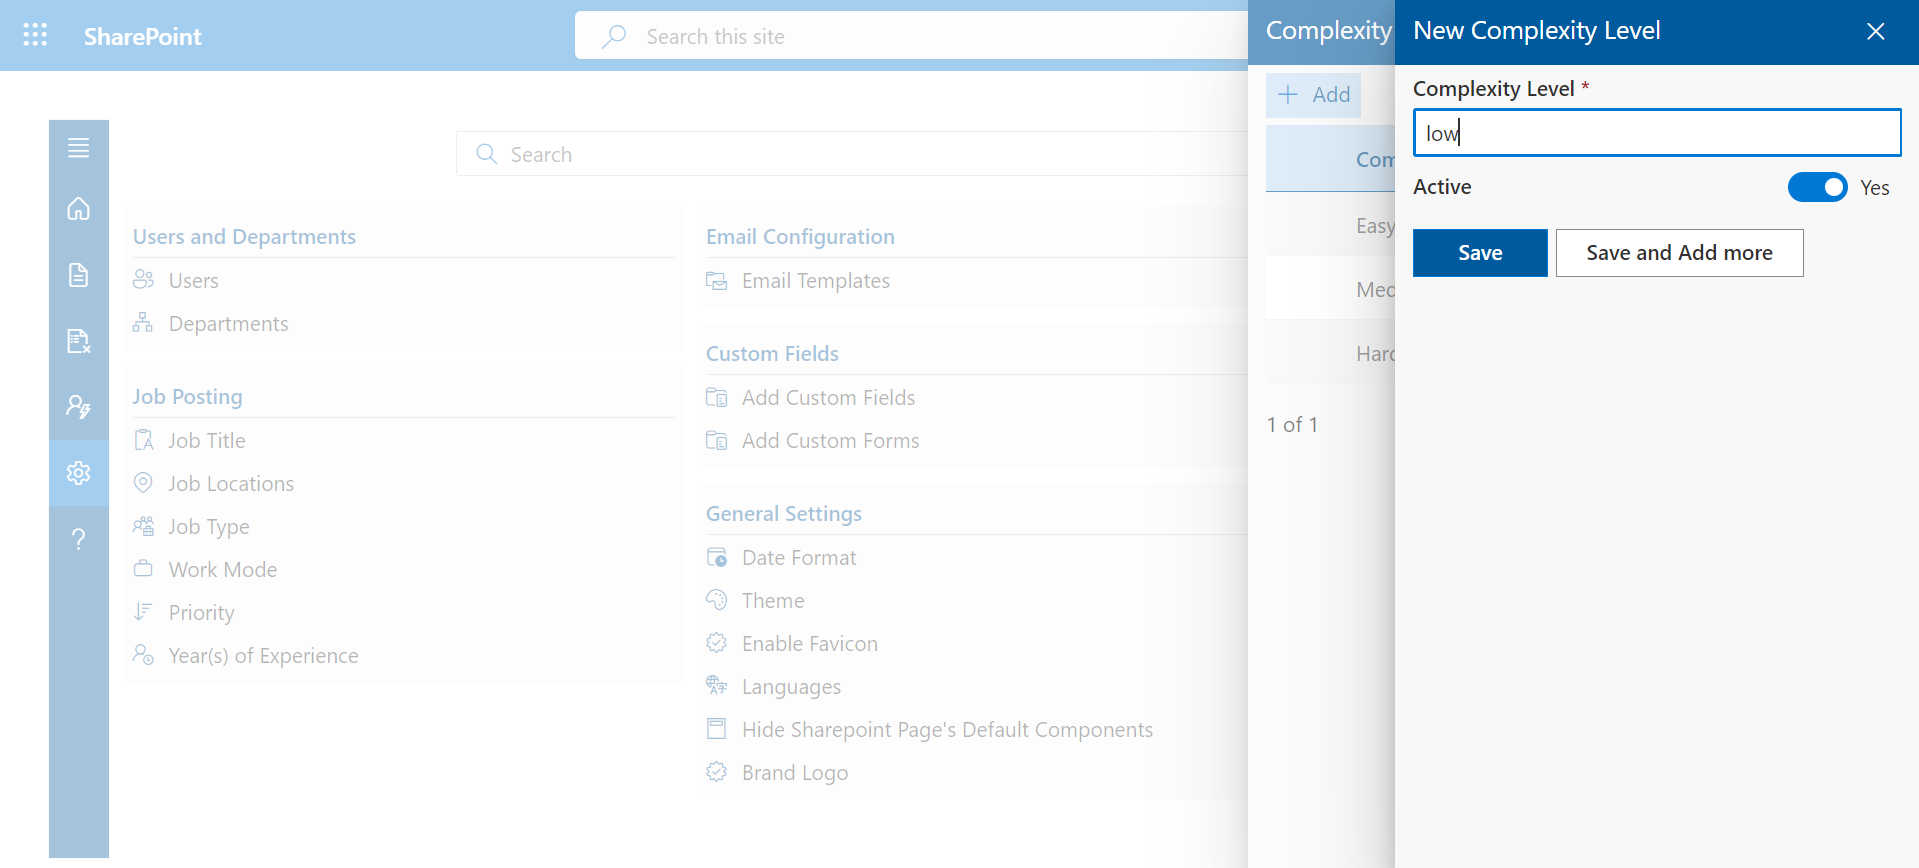 SharePoint
Search this site
Search
Users and Departments
Users
Departments
Job Posting
Job Title
Job Locations
Job Type
Work Mode
Priority
Year(s) of Experience
Email Configuration
Email Templates
Custom Fields
Add Custom Fields
Add Custom Forms
General Settings
Date Format
Theme
Enable Favicon
Languages
Hide Sharepoint Page's Default Components
Brand Logo
Complexity
+ Add
Com
Easy
Med
Hard
1 of 1
New Complexity Level
Complexity Level *
low
Active
Yes
Save
Save and Add more